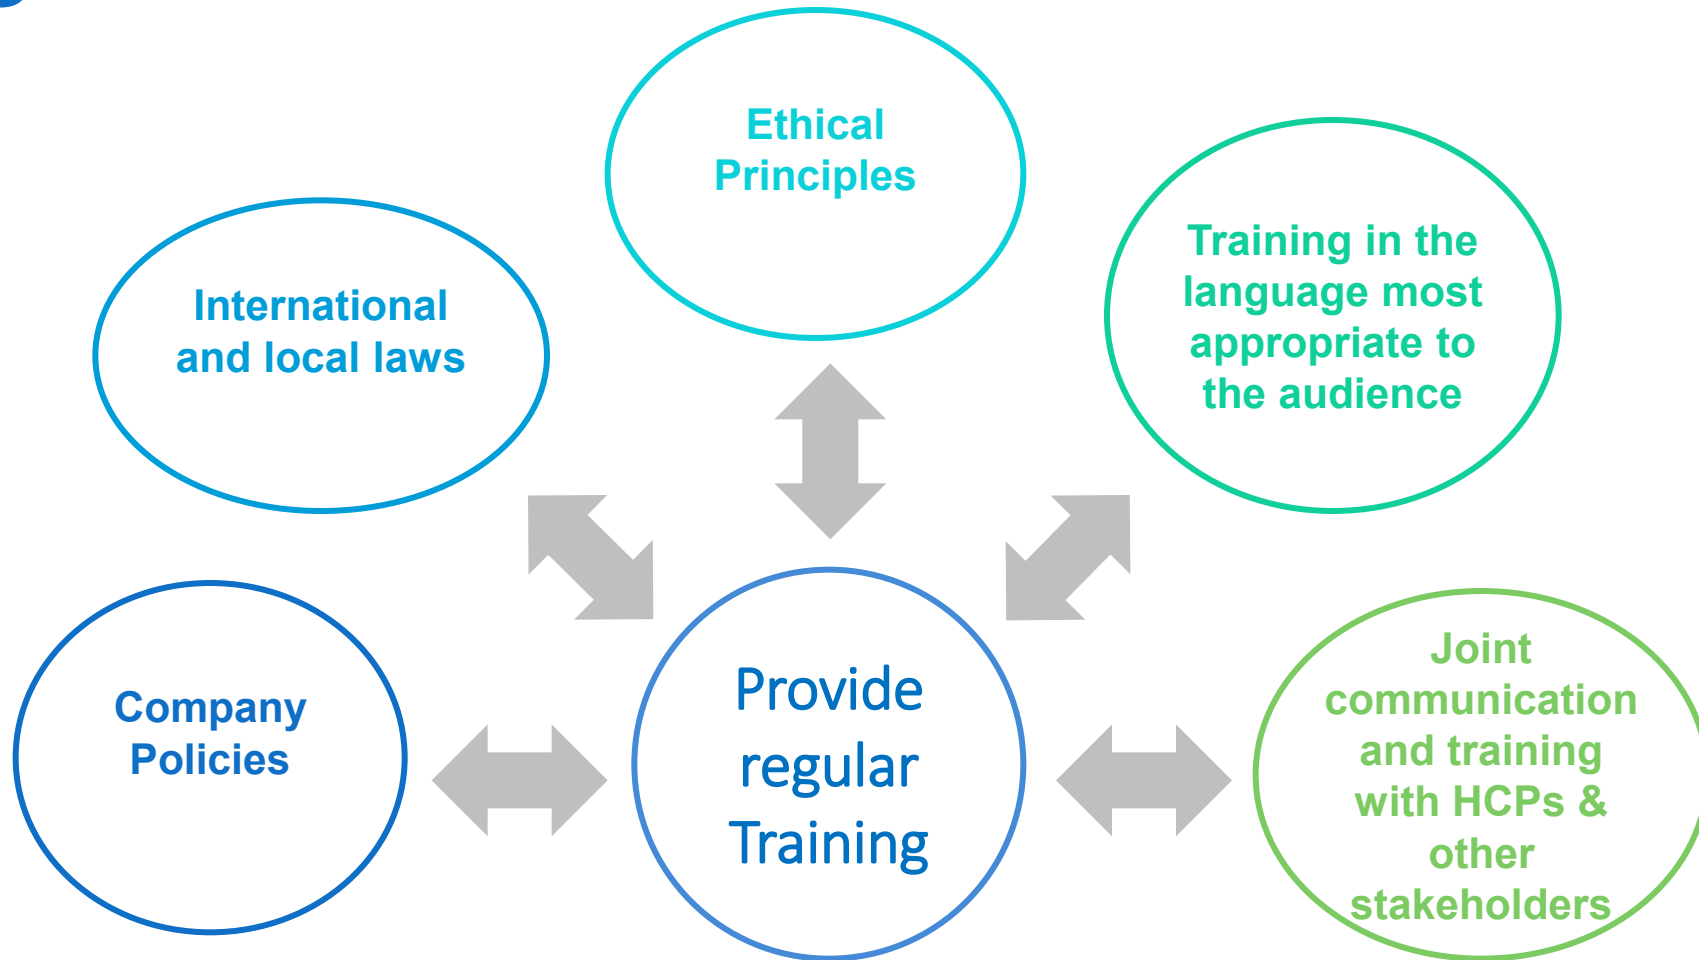 Ethical
Principles
International
and local laws
Training in the
language most
appropriate to
the audience
Company
Policies
Provide
regular
Training
Joint
communication
and training
with HCPs &
other
stakeholders